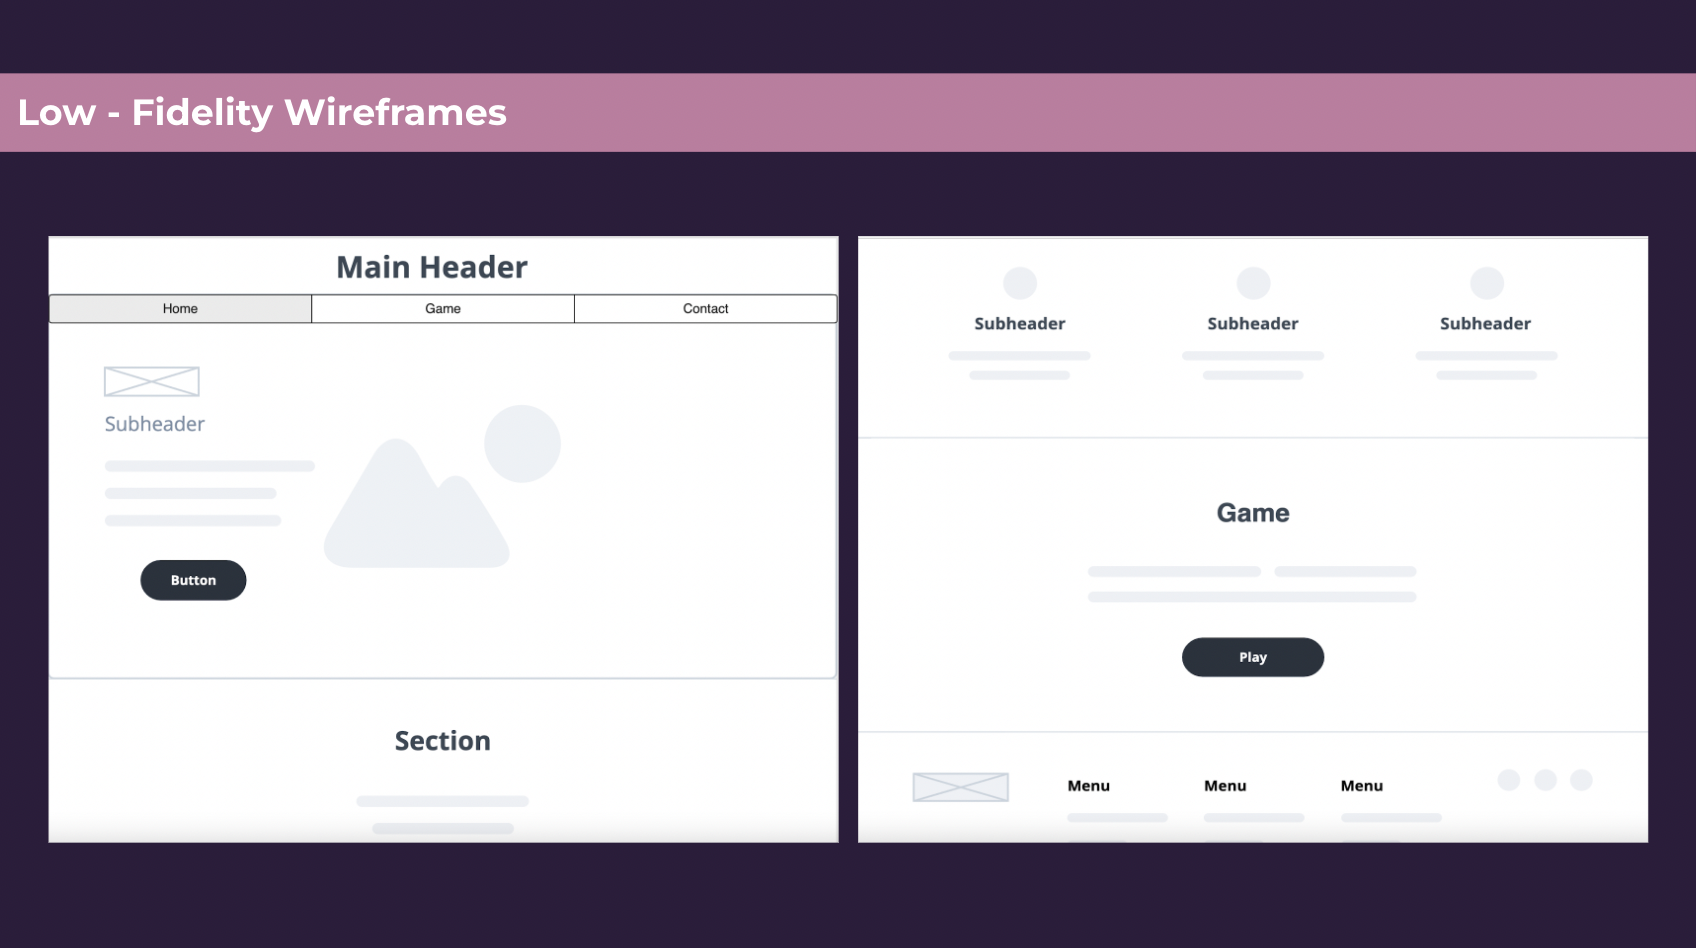 Low - Fidelity Wireframes
Main Header
Home Game Contact
Subheader
Button
Section
Subheader Subheader Subheader
Game
Play
Menu Menu Menu